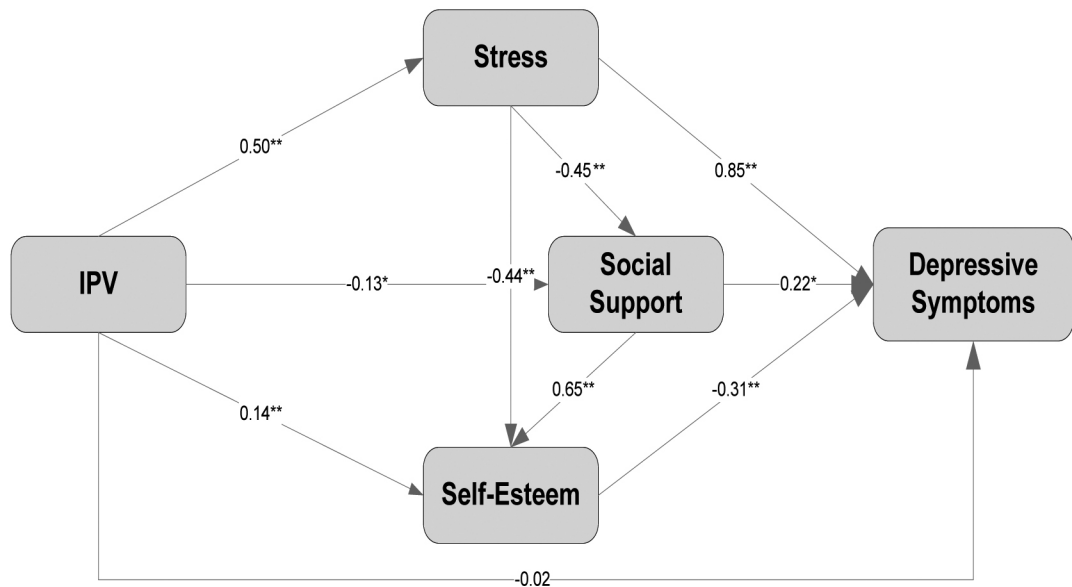 Stress
0.50**
-0.45**
0.85**
IPV
-0.13*
-0.44**
Social
Support
0.22*
Depressive
Symptoms
0.14**
0.65**
-0.31**
Self-Esteem
-0.02